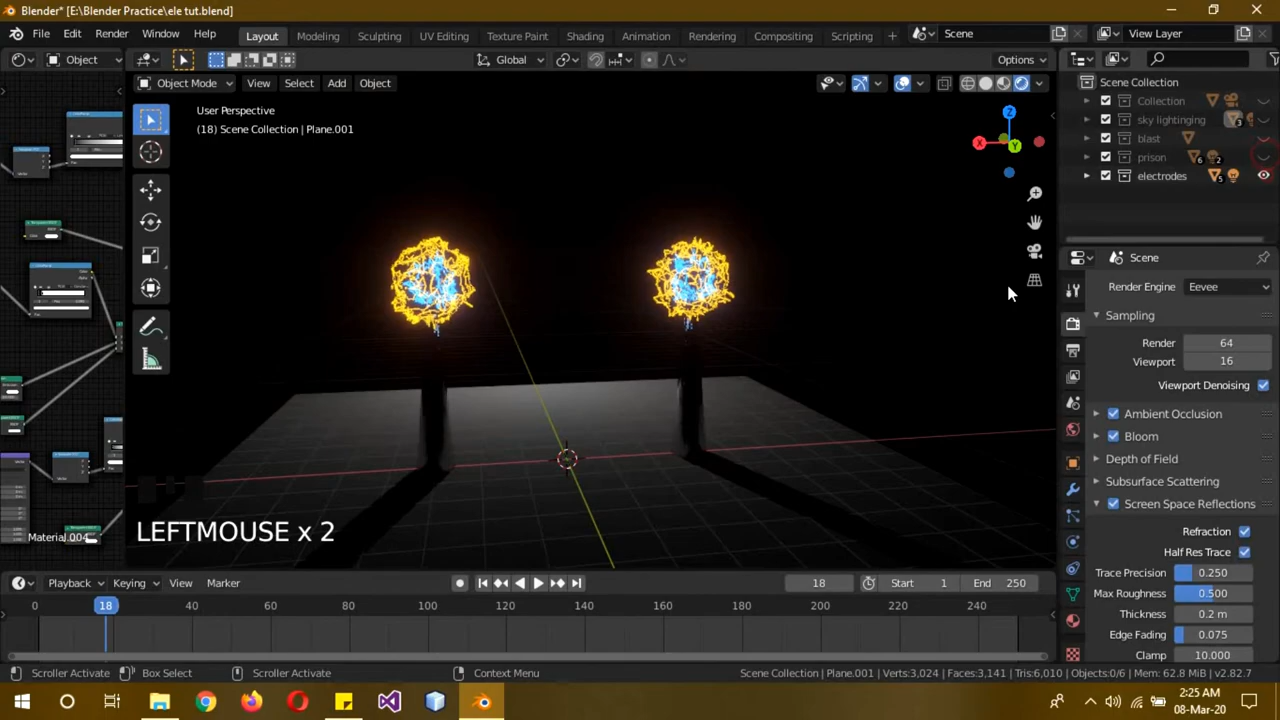 Blender* [E:\Blender Practice\ele tut.blend]
File Edit Render Window Help Layout Modeling Sculpting UV Editing Texture Paint Shading Animation Rendering Compositing Scripting + Scene View Layer
Object Global Options
Object Mode View Select Add Object
Scene Collection
Collection
sky lightinging 3
blast
prison 6 2
electrodes 5
User Perspective
(18) Scene Collection | Plane.001
X Y Z
Scene
Render Engine Eevee
Sampling
Render 64
Viewport 16
Viewport Denoising
Ambient Occlusion
Bloom
Depth of Field
Subsurface Scattering
Screen Space Reflections
Refraction
Half Res Trace
Trace Precision 0.250
Max Roughness 0.500
Thickness 0.2 m
Edge Fading 0.075
Clamp 10.000
Material.004
LEFTMOUSE x 2
Playback Keying View Marker 18 Start 1 End 250
0 18 40 60 80 100 120 140 160 180 200 220 240
Scroller Activate Box Select Scroller Activate Context Menu Scene Collection | Plane.001 | Verts:3,024 | Faces:3,141 | Tris:6,010 | Objects:0/6 | Mem: 62.8 MiB | v2.82.7
2:25 AM
08-Mar-20